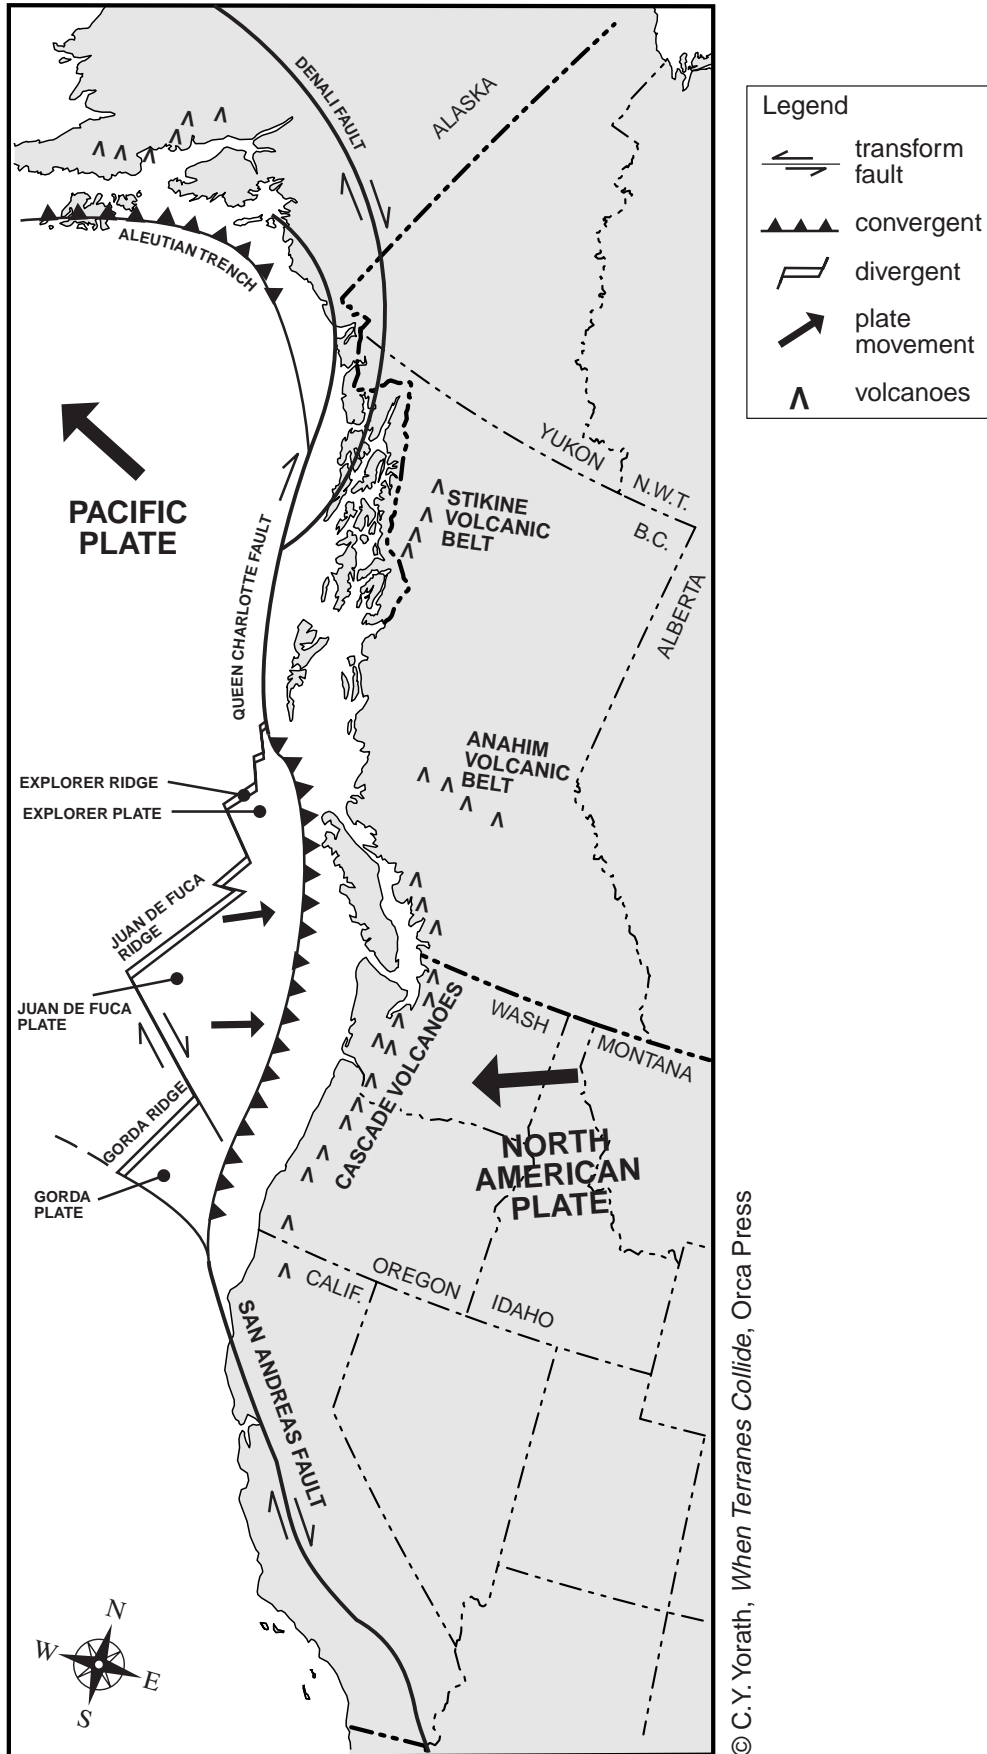 DENALI FAULT
ALASKA
ALEUTIAN TRENCH
PACIFIC
PLATE
QUEEN CHARLOTTE FAULT
YUKON
N.W.T.
B.C.
ALBERTA
STIKINE
VOLCANIC
BELT
ANAHIM
VOLCANIC
BELT
EXPLORER RIDGE
EXPLORER PLATE
JUAN DE FUCA
RIDGE
JUAN DE FUCA
PLATE
GORDA RIDGE
GORDA
PLATE
CASCADE VOLCANOES
WASH
MONTANA
NORTH
AMERICAN
PLATE
OREGON
IDAHO
CALIF.
SAN ANDREAS FAULT
N
W
E
S
Legend
transform
fault
convergent
divergent
plate
movement
volcanoes
© C.Y. Yorath, When Terranes Collide, Orca Press